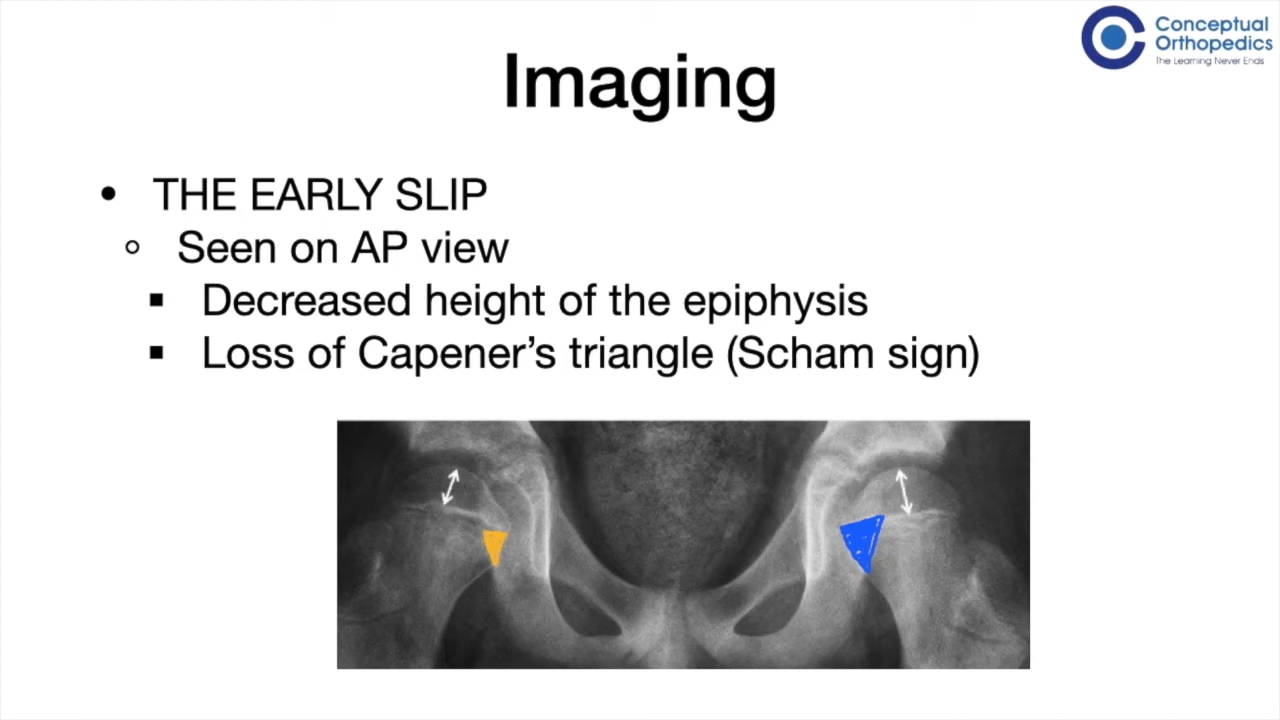 Conceptual
Orthopedics
The Learning Never Ends
Imaging
• THE EARLY SLIP
○ Seen on AP view
▪ Decreased height of the epiphysis
▪ Loss of Capener’s triangle (Scham sign)